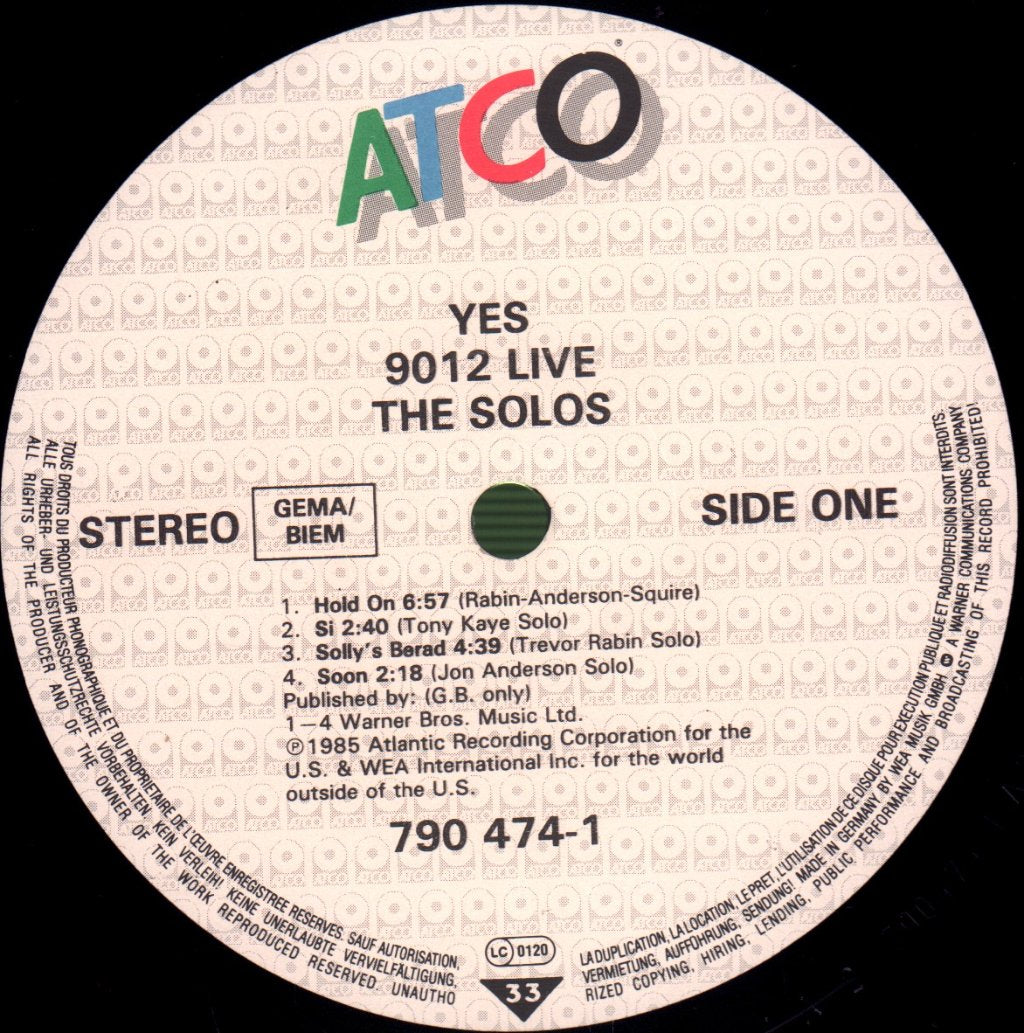 ATCO®
YES
9012 LIVE
THE SOLOS
STEREO
GEMA/
BIEM
SIDE ONE
1. Hold On 6:57 (Rabin-Anderson-Squire)
2. Si 2:40 (Tony Kaye Solo)
3. Solly's Berad 4:39 (Trevor Rabin Solo)
4. Soon 2:18 (Jon Anderson Solo)
Published by: (G.B. only)
1—4 Warner Bros. Music Ltd.
℗1985 Atlantic Recording Corporation for the
U.S. & WEA International Inc. for the world
outside of the U.S.
790 474-1
LC 0120
33
TOUS DROITS DU PRODUCTEUR PHONOGRAPHIQUE ET DU PROPRIETAIRE DE L'ŒUVRE ENREGISTREE RESERVES. SAUF AUTORISATION,
LA DUPLICATION, LA LOCATION, LE PRET, L'UTILISATION DE CE DISQUE POUR EXECUTION PUBLIQUE ET RADIODIFFUSION SONT INTERDITS.
ALLE URHEBER- UND LEISTUNGSSCHUTZRECHTE VORBEHALTEN. KEIN VERLEIH! KEINE UNERLAUBTE VERVIELFÄLTIGUNG,
VERMIETUNG, AUFFÜHRUNG, SENDUNG! MADE IN GERMANY BY WEA MUSIK GMBH A WARNER COMMUNICATIONS COMPANY
ALL RIGHTS OF THE PRODUCER AND OF THE OWNER OF THE WORK REPRODUCED RESERVED. UNAUTHO
RIZED COPYING, HIRING, LENDING, PUBLIC PERFORMANCE AND BROADCASTING OF THIS RECORD PROHIBITED!